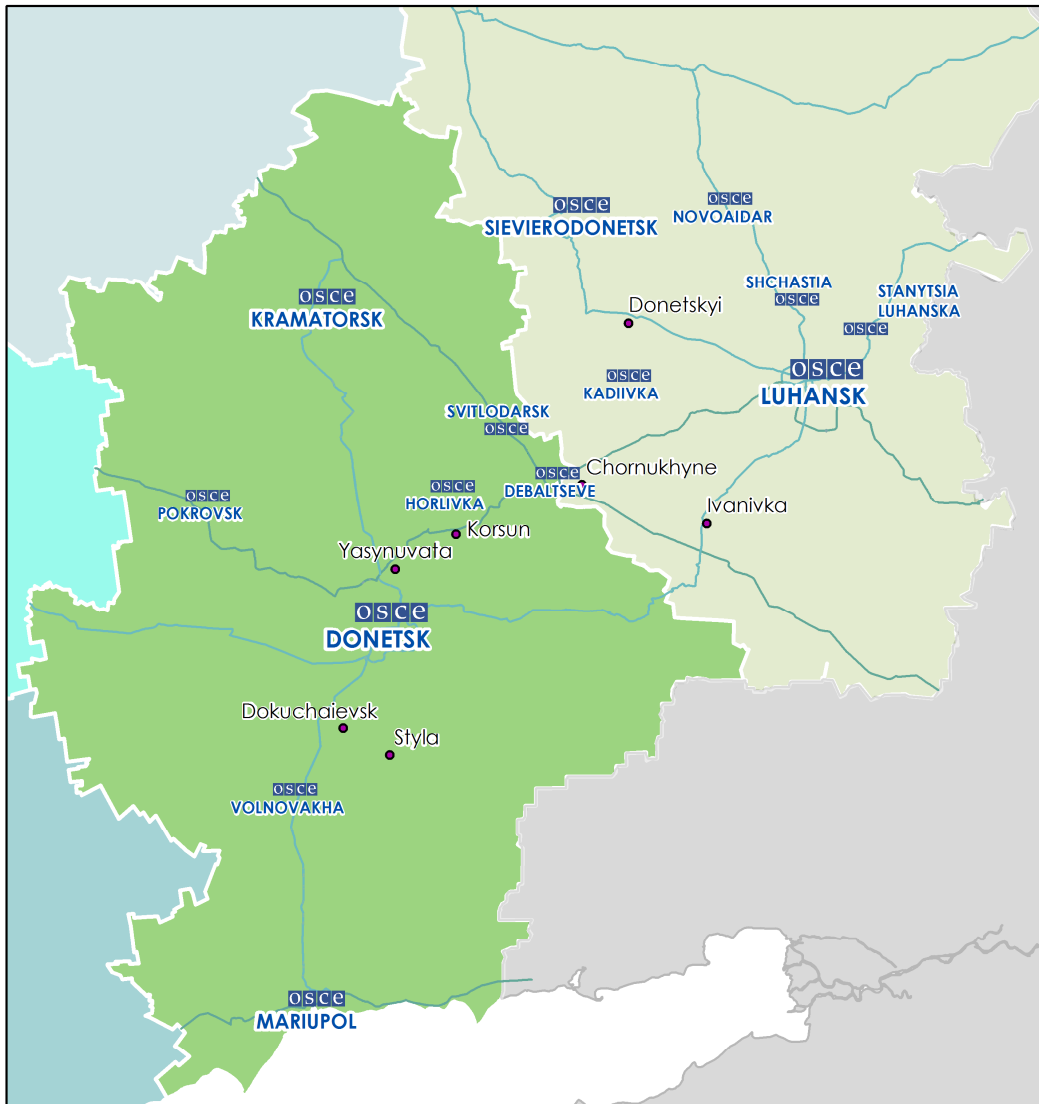 osce
SIEVIERODONETSK
osce
NOVOAIDAR
SHCHASTIA
osce
STANYTSIA
LUHANSKA
osce
osce
KRAMATORSK
Donetskyi
osce
LUHANSK
osce
KADIIVKA
SVITLODARSK
osce
osce
DEBALTSEVE
Chornukhyne
osce
HORLIVKA
osce
POKROVSK
Ivanivka
Korsun
Yasynuvata
osce
DONETSK
Dokuchaievsk
Styla
osce
VOLNOVAKHA
osce
MARIUPOL